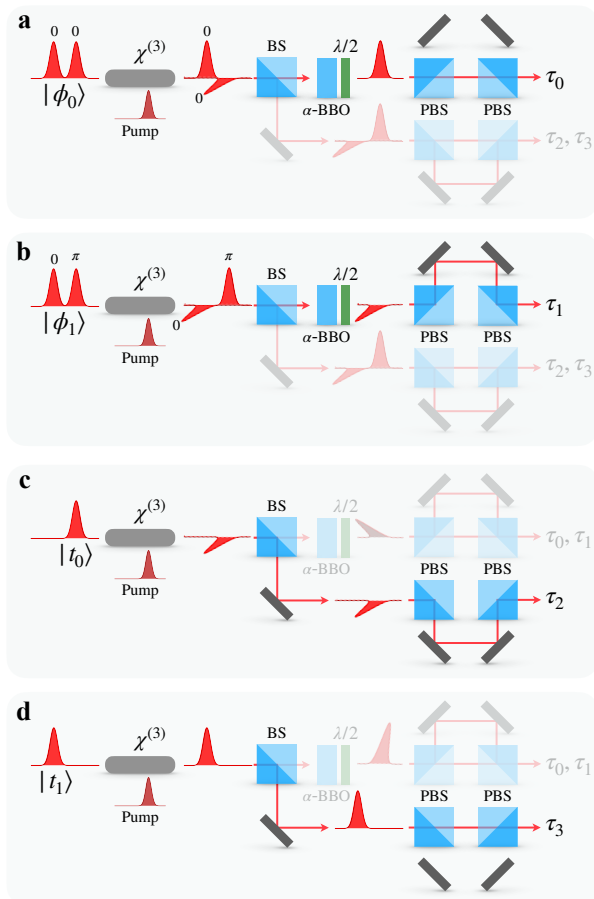 a
0 0 χ(3) 0 BS λ/2
|ϕ0⟩ 0 α-BBO PBS PBS τ0
Pump τ2, τ3
b
0 π χ(3) π BS λ/2
|ϕ1⟩ 0 α-BBO PBS PBS τ1
Pump τ2, τ3
c
χ(3) BS λ/2
|t0⟩ α-BBO τ0, τ1
Pump PBS PBS τ2
d
χ(3) BS λ/2
|t1⟩ α-BBO τ0, τ1
Pump PBS PBS τ3